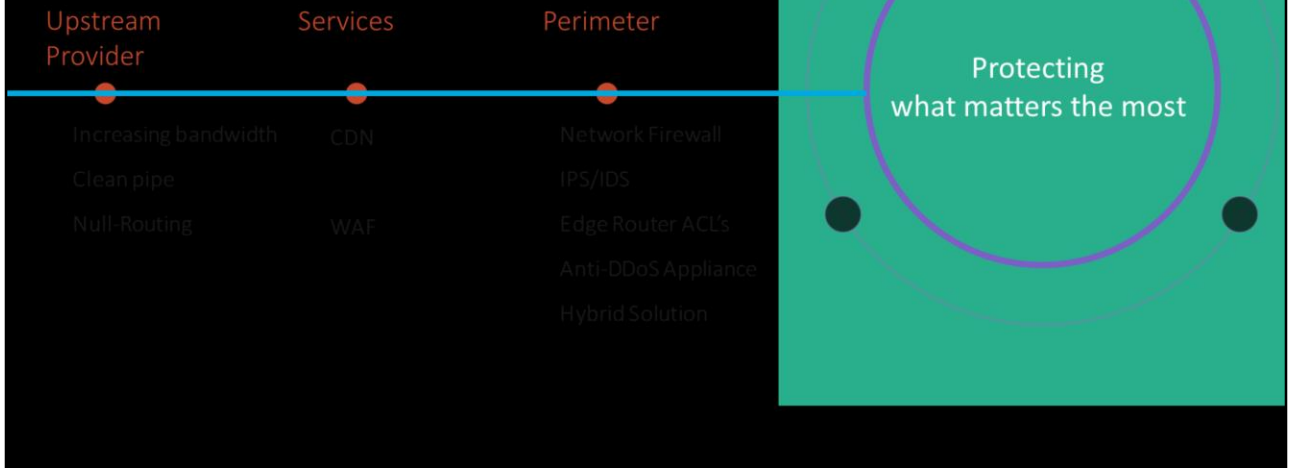 Upstream
Provider
Services
Perimeter
Increasing bandwidth
Clean pipe
Null-Routing
CDN
WAF
Network Firewall
IPS/IDS
Edge Router ACL's
Anti-DDoS Appliance
Hybrid Solution
Protecting
what matters the most